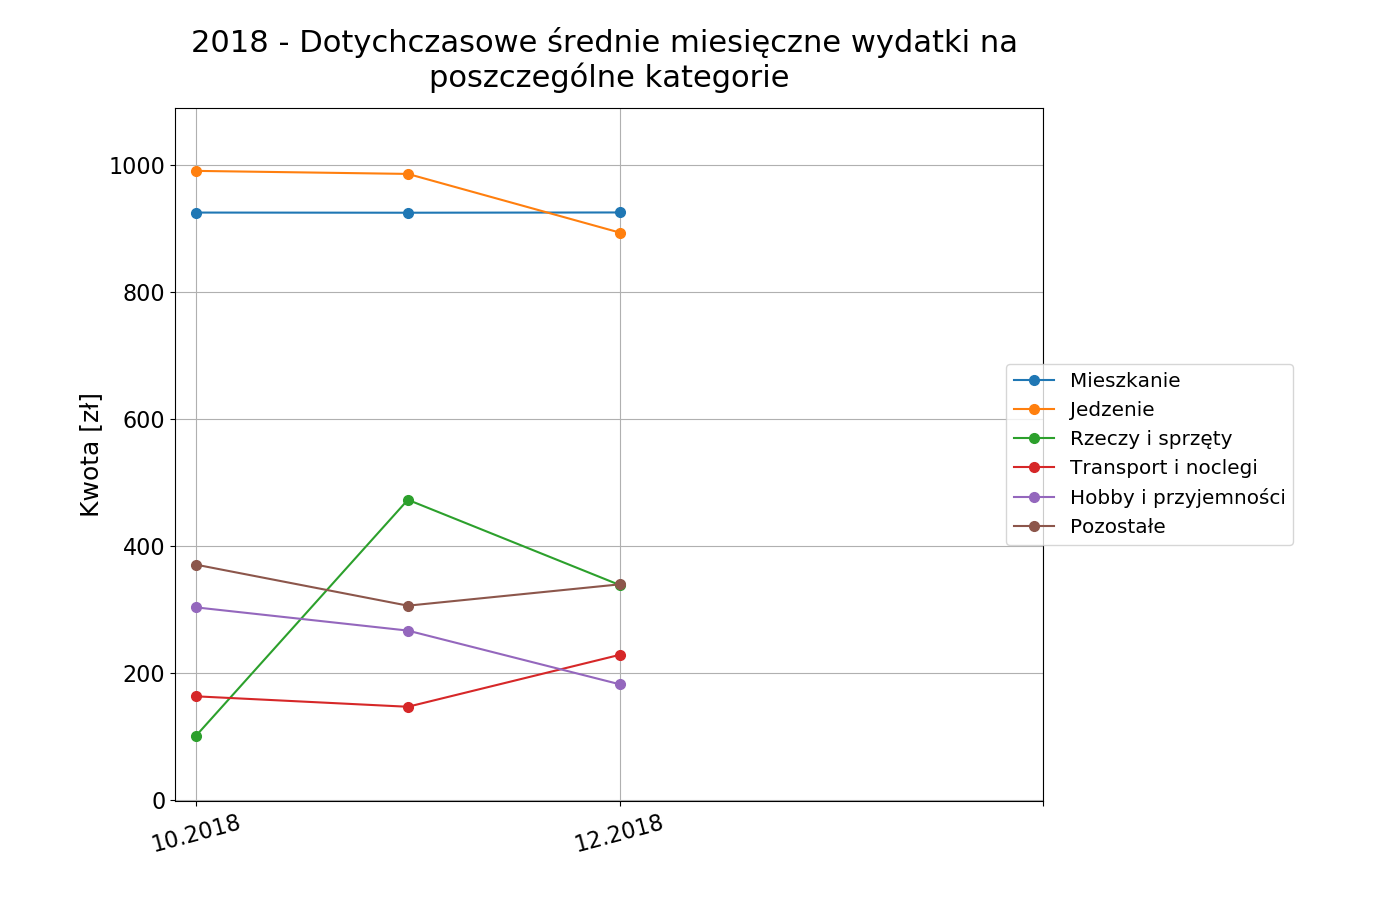 2018 - Dotychczasowe średnie miesięczne wydatki na
poszczególne kategorie
Kwota [zł]
1000
800
600
400
200
0
10.2018
12.2018
Mieszkanie
Jedzenie
Rzeczy i sprzęty
Transport i noclegi
Hobby i przyjemności
Pozostałe